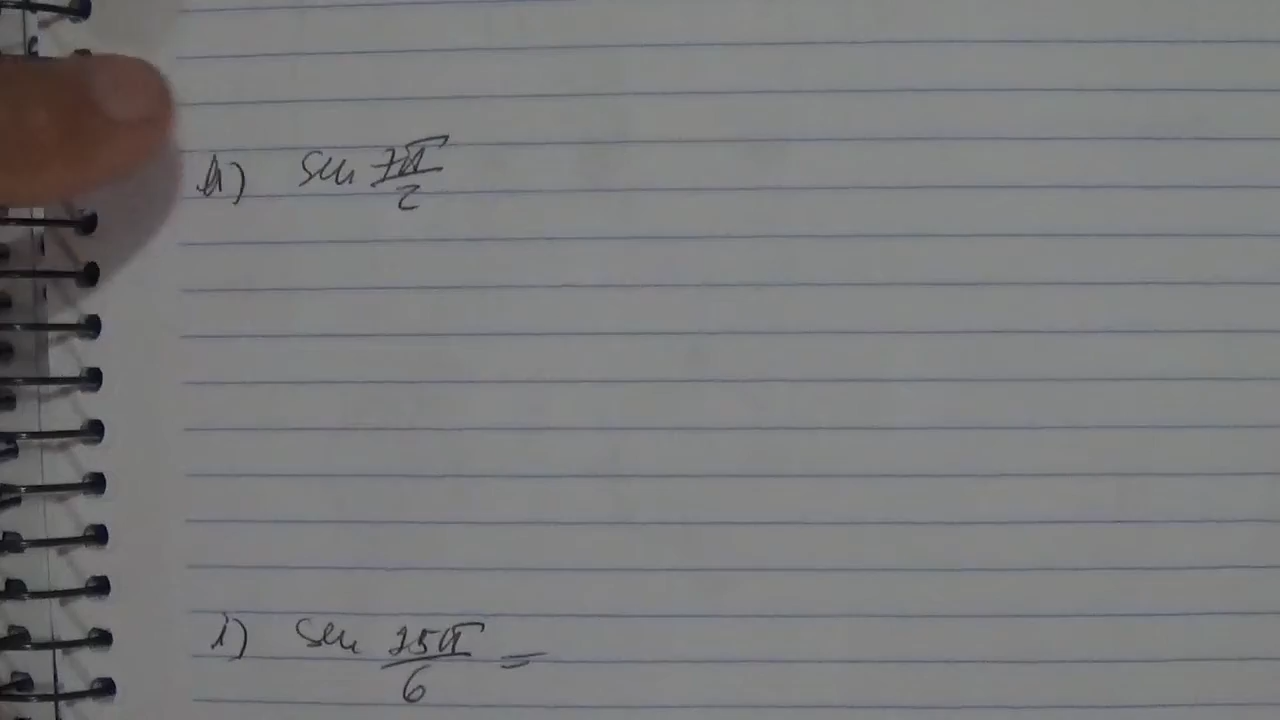 h) sen 7π/2
i) sen 25π/6 =